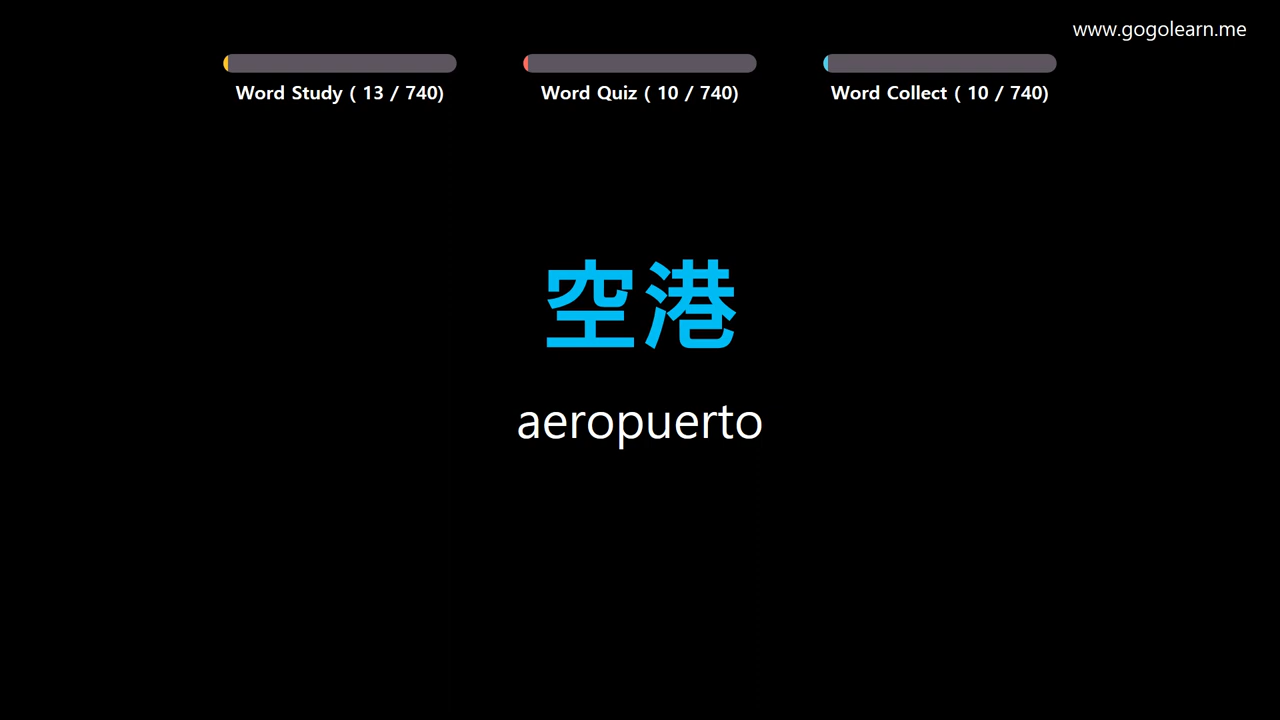 www.gogolearn.me
Word Study ( 13 / 740)
Word Quiz ( 10 / 740)
Word Collect ( 10 / 740)
空港
aeropuerto